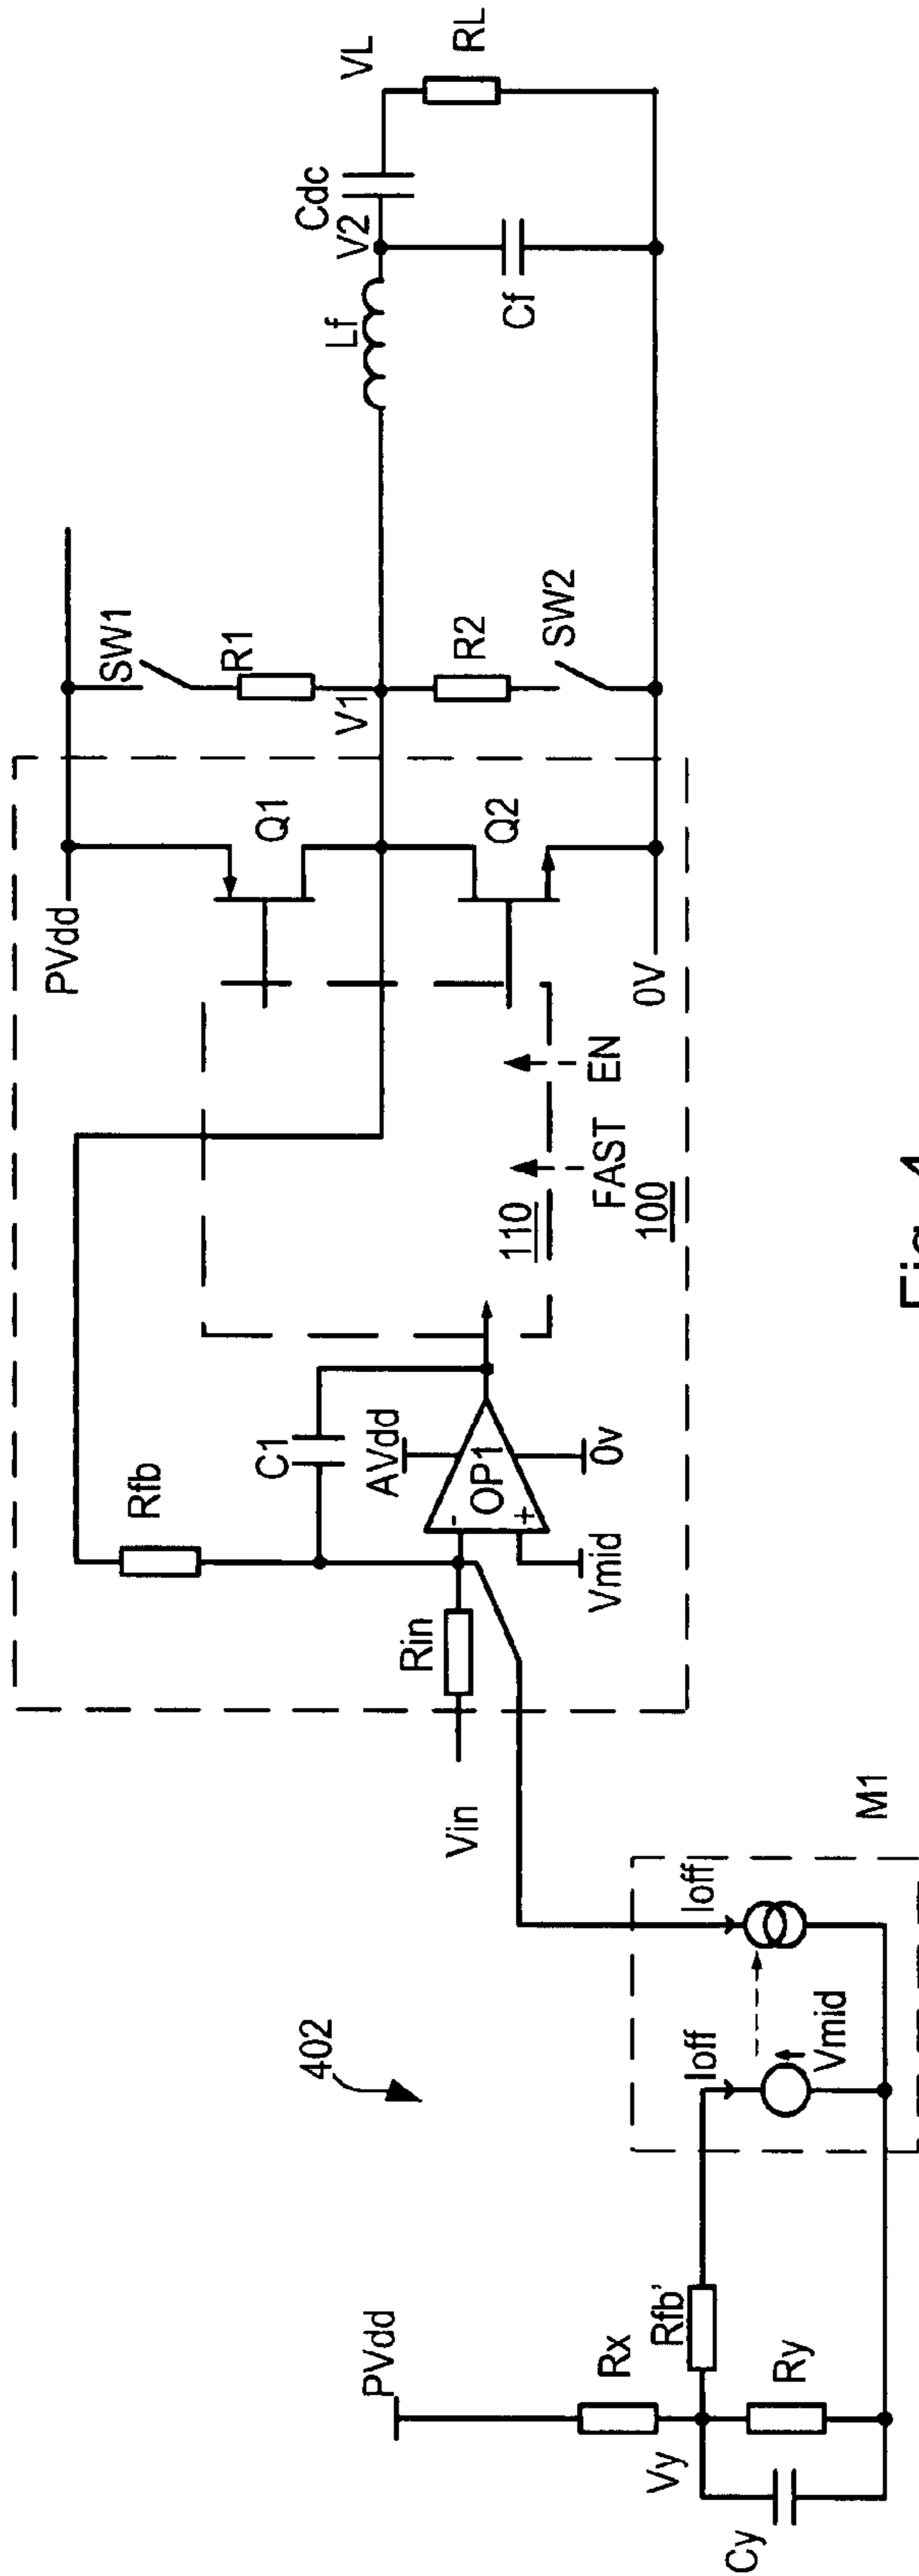 PVdd
SW1
R1
V1
R2
SW2
0V
Q1
Q2
Lf
V2
Cdc
VL
RL
Cf
Rfb
C1
AVdd
OP1
-
+
0v
Vmid
Rin
Vin
110
FAST
EN
100
402
M1
Ioff
Ioff
Vmid
PVdd
Rx
Rfb'
Vy
Ry
Cy